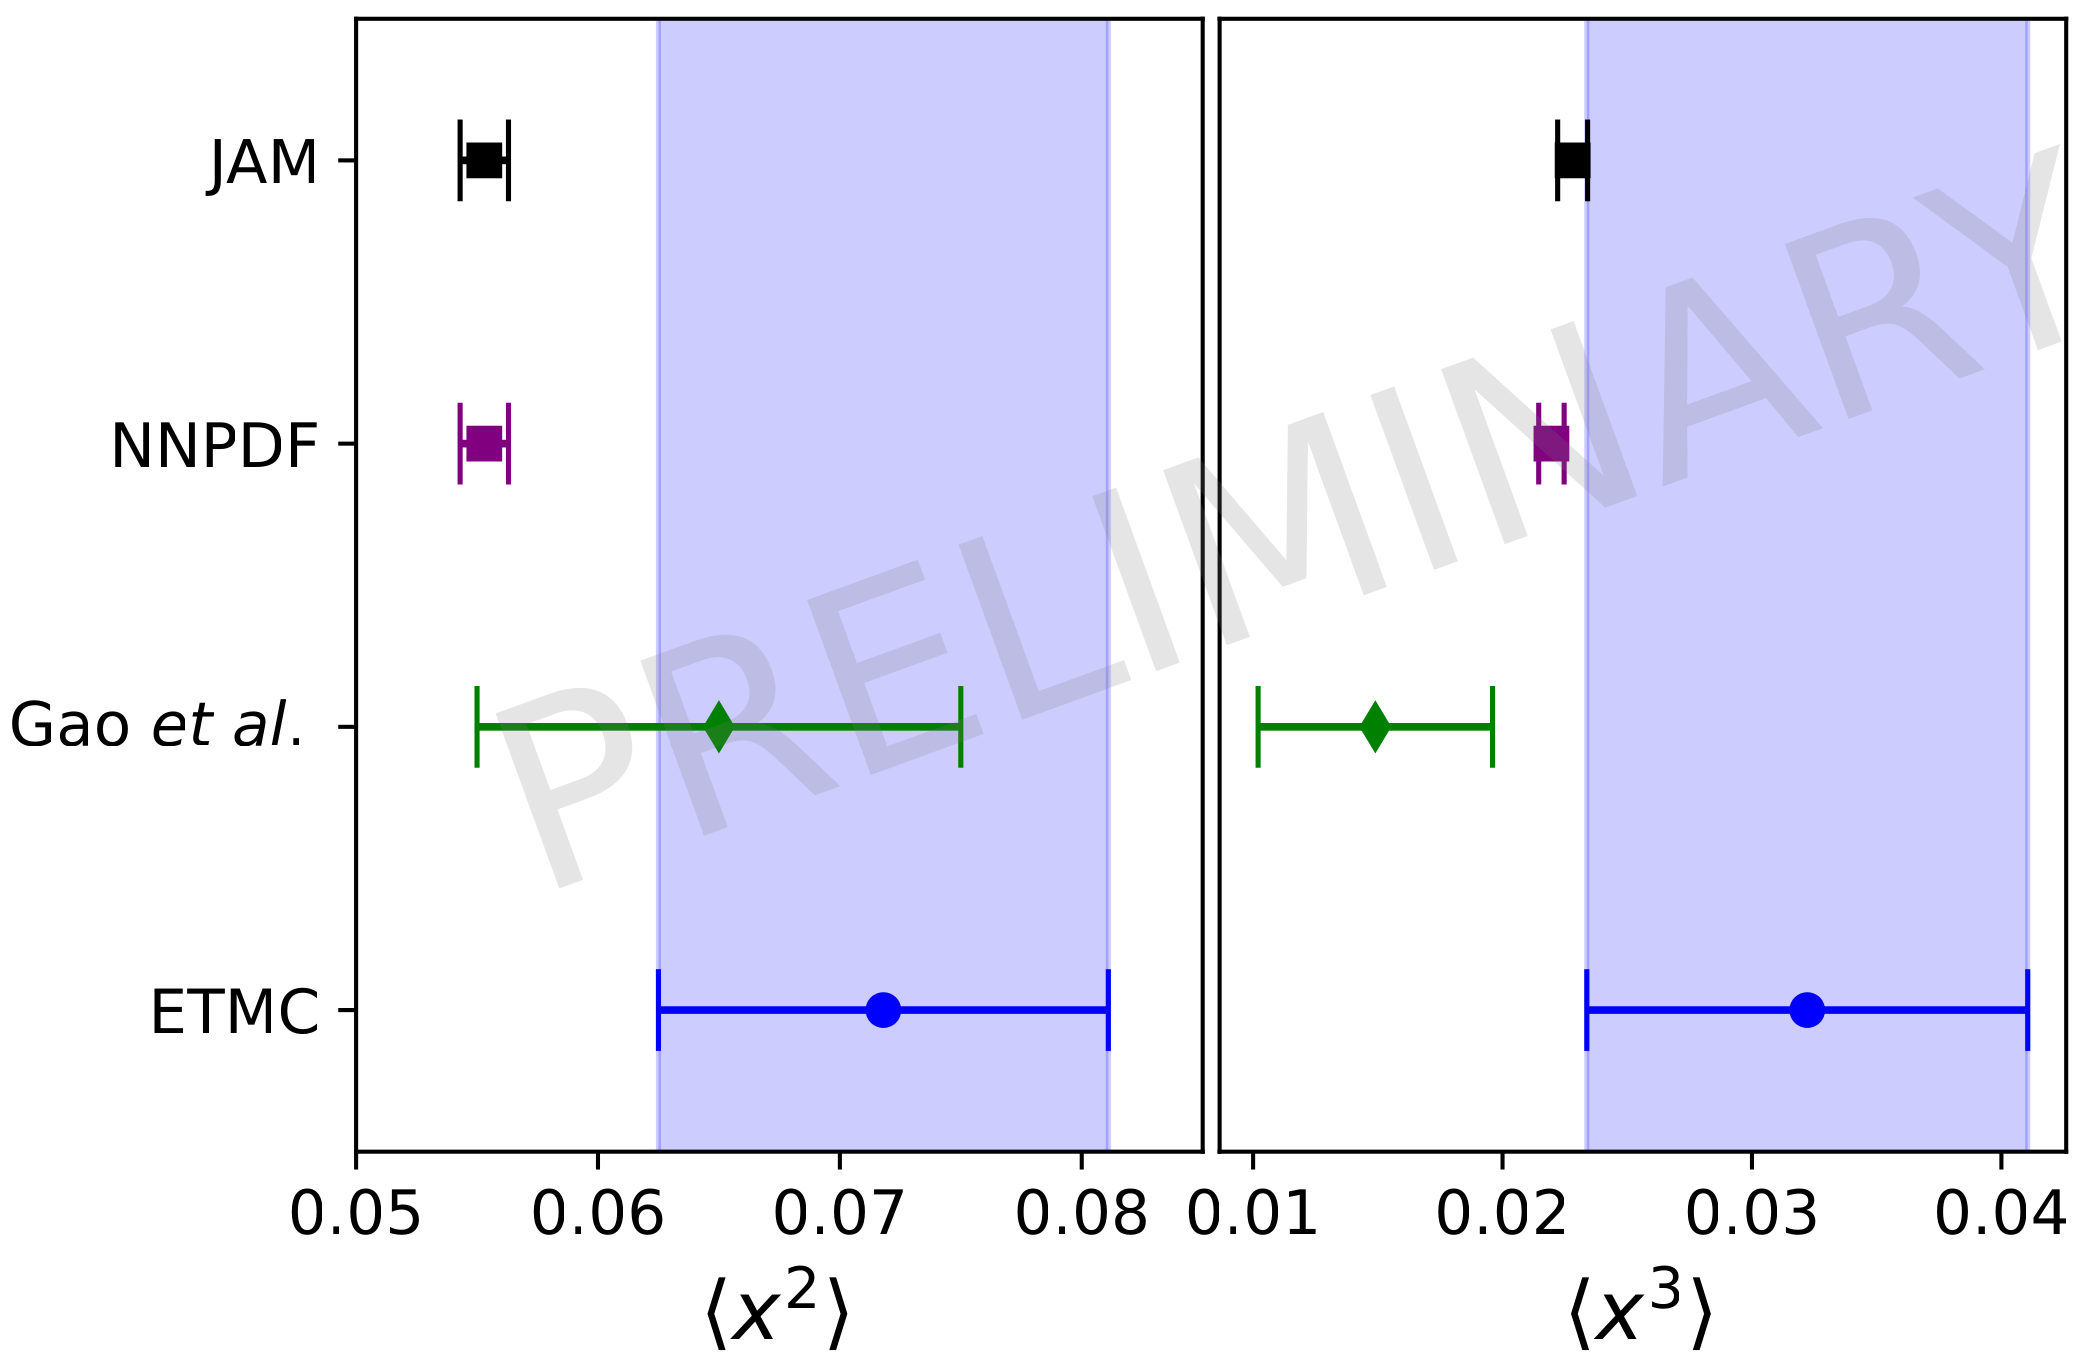 JAM
NNPDF
Gao et al.
ETMC
PRELIMINARY
0.05 0.06 0.07 0.08 0.01 0.02 0.03 0.04
⟨x²⟩ ⟨x³⟩